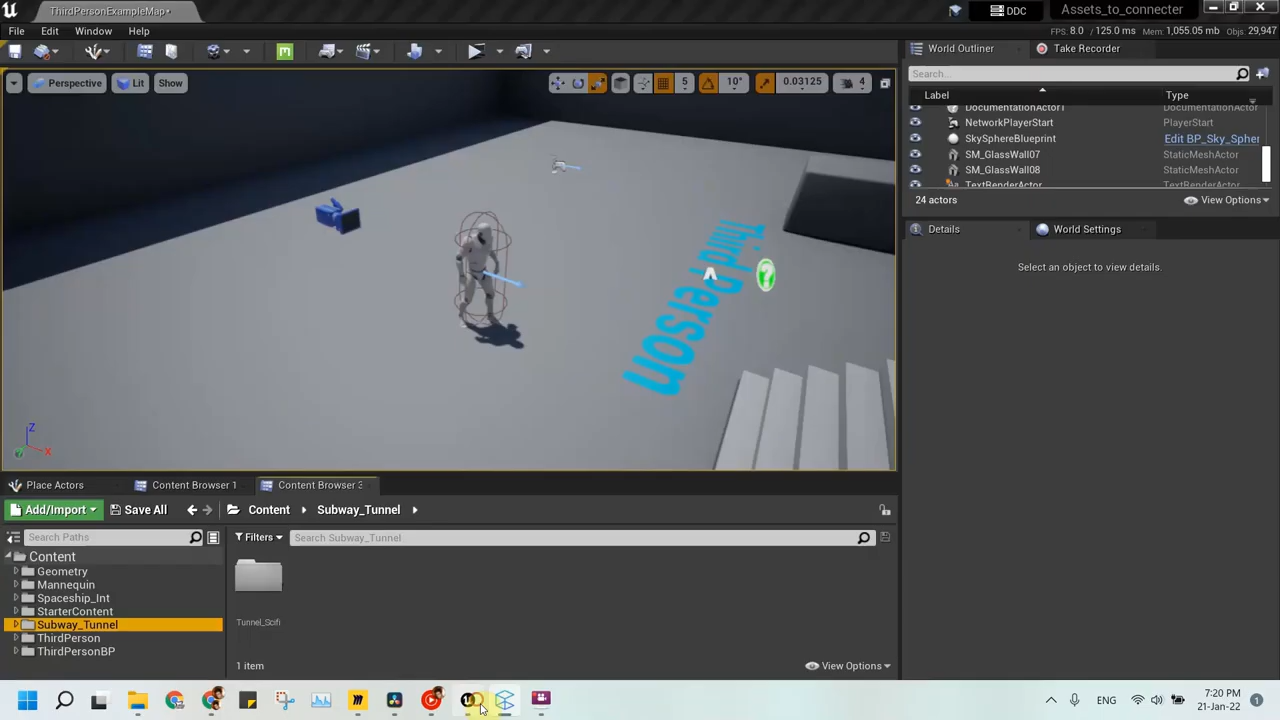 ThirdPersonExampleMap•
DDC
Assets_to_connecter
File Edit Window Help
FPS: 8.0 / 125.0 ms Mem: 1,055.05 mb Objs: 29,947
World Outliner
Take Recorder
Perspective
Lit
Show
5
10°
0.03125
4
Search...
Label
Type
DocumentationActor1
DocumentationActor
NetworkPlayerStart
PlayerStart
SkySphereBlueprint
Edit BP_Sky_Spher
SM_GlassWall07
StaticMeshActor
SM_GlassWall08
StaticMeshActor
TextRenderActor
TextRenderActor
24 actors
View Options
Details
World Settings
Select an object to view details.
Third Person
Z
X
Place Actors
Content Browser 1
Content Browser 3
Add/Import
Save All
Content
Subway_Tunnel
Search Paths
Filters
Search Subway_Tunnel
Content
Geometry
Mannequin
Spaceship_Int
StarterContent
Subway_Tunnel
ThirdPerson
ThirdPersonBP
Tunnel_Scifi
1 item
View Options
ENG
7:20 PM
21-Jan-22
1